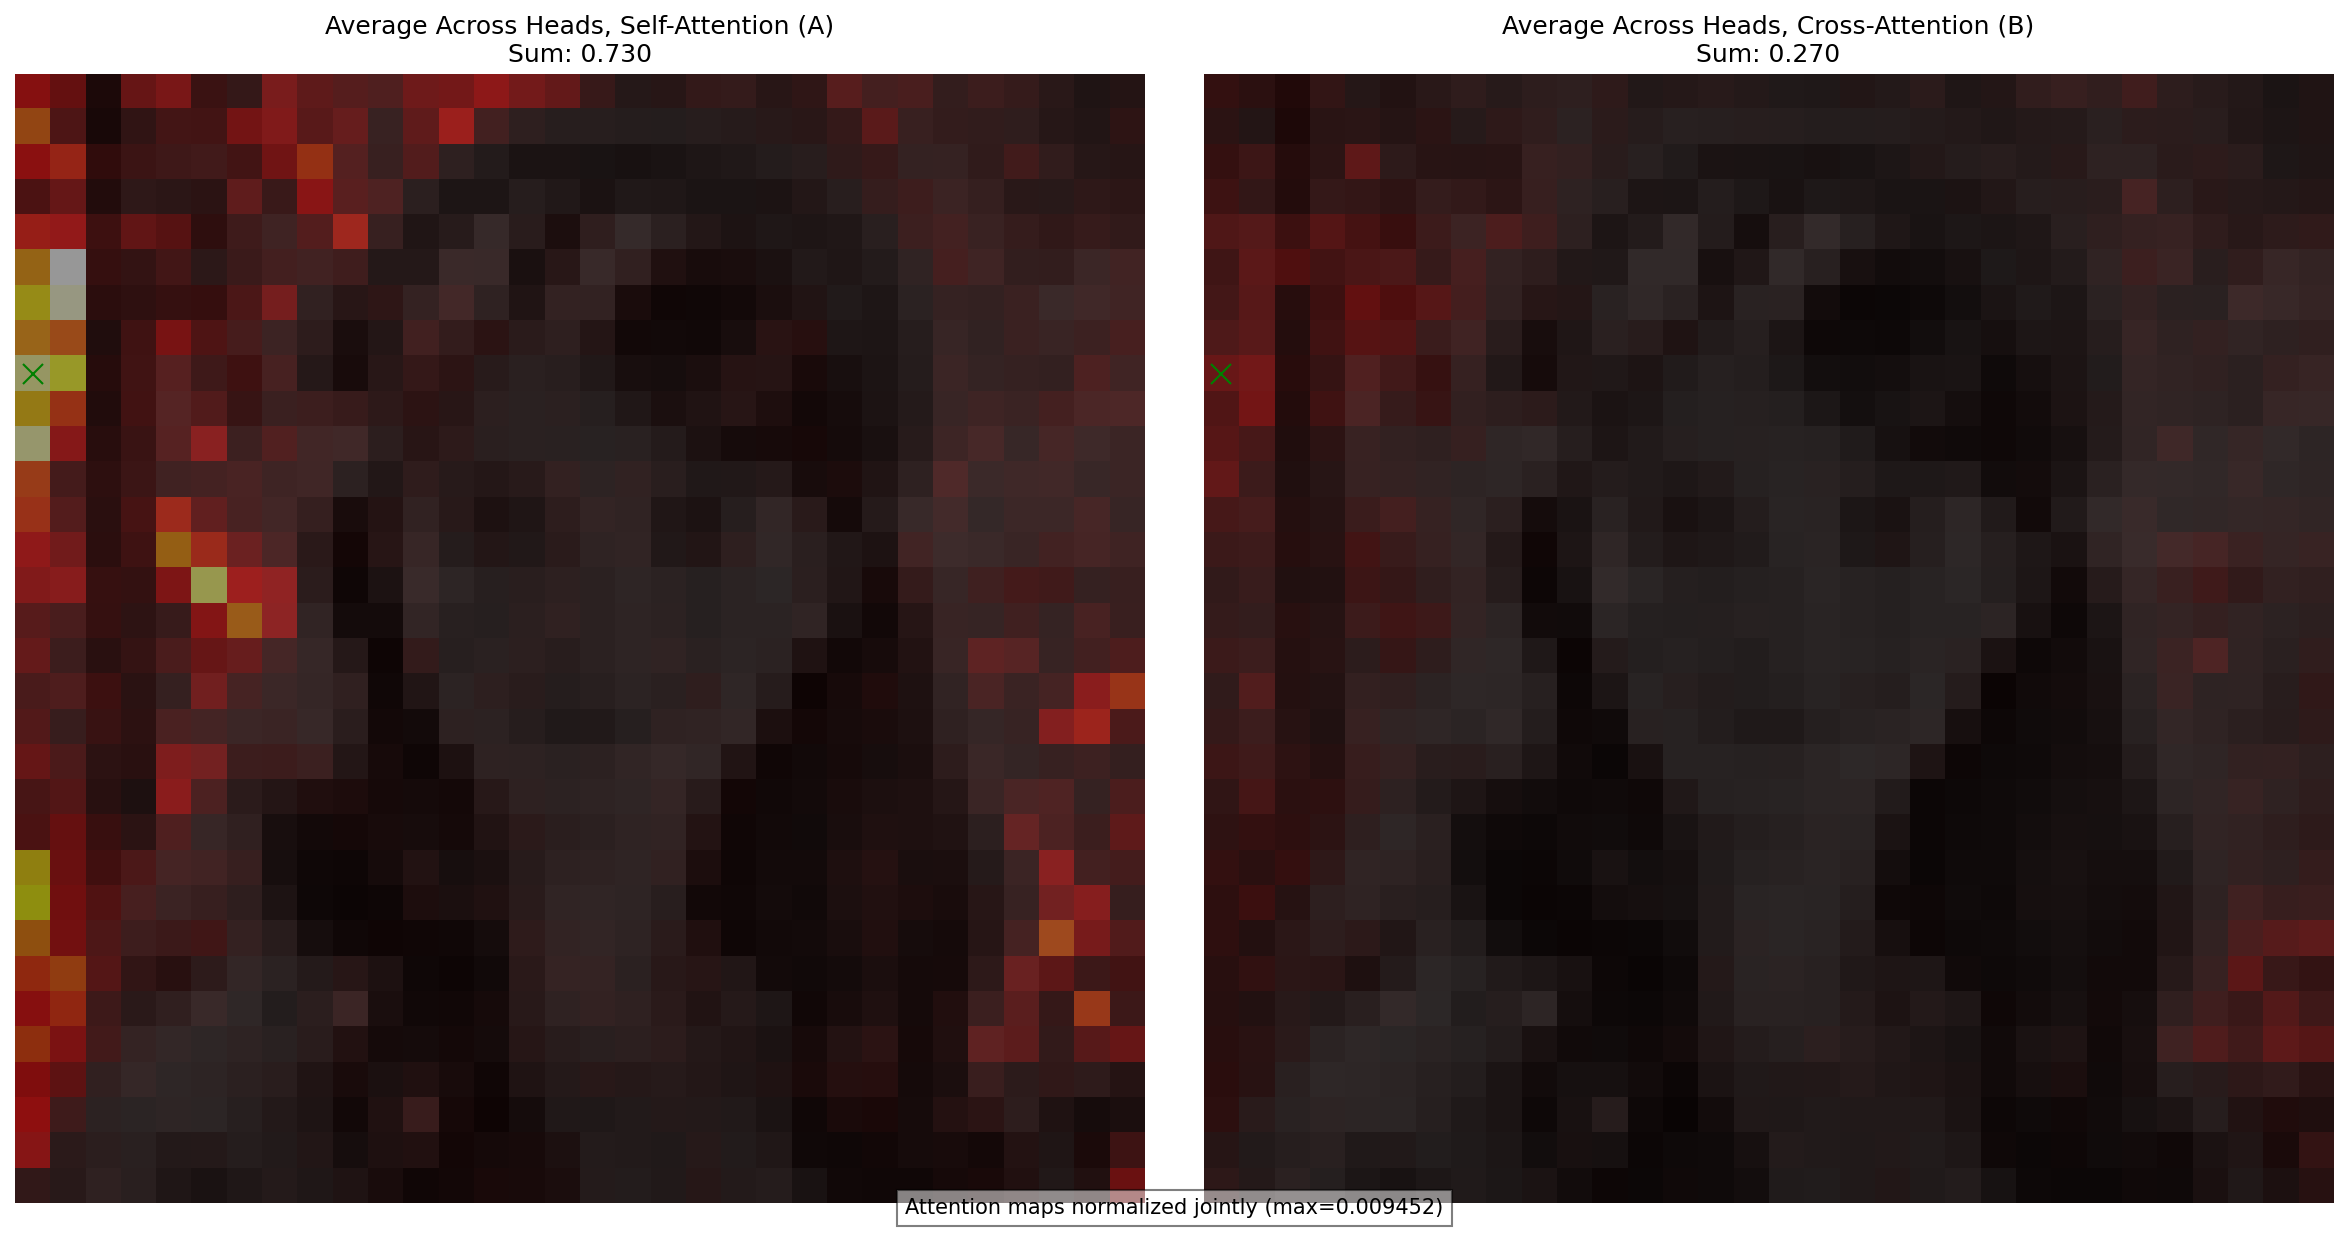 Average Across Heads, Self-Attention (A)
Sum: 0.730
Average Across Heads, Cross-Attention (B)
Sum: 0.270
Attention maps normalized jointly (max=0.009452)